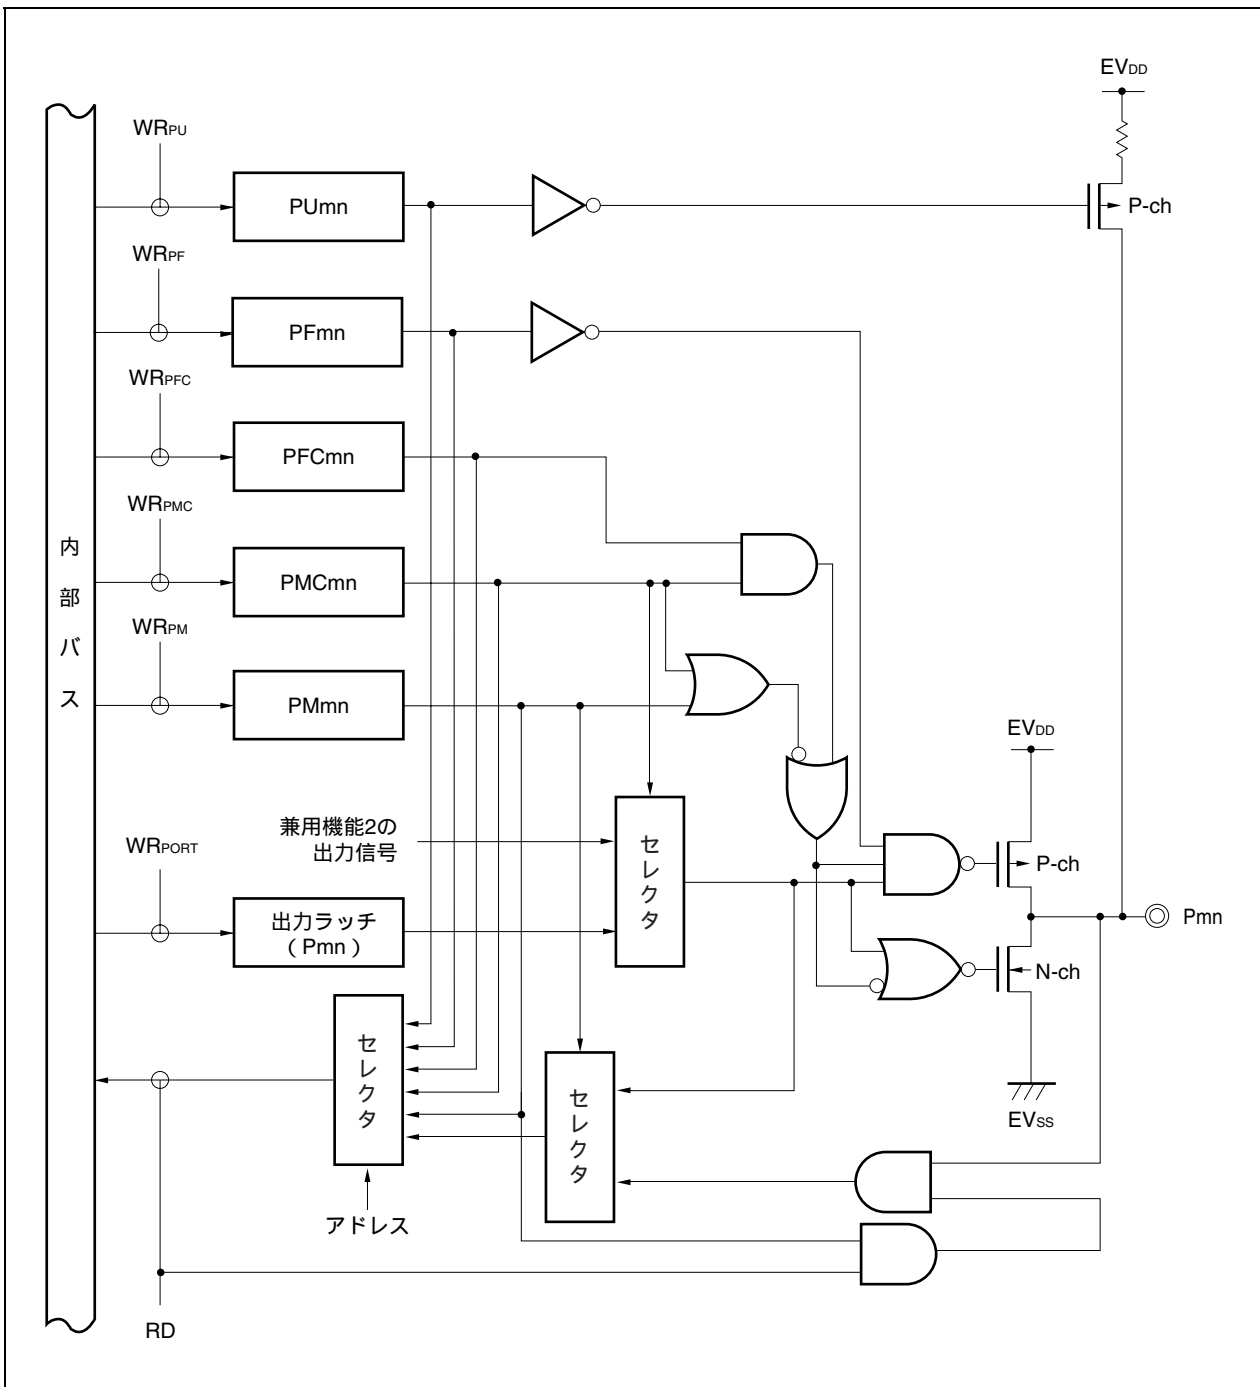 EVDD
WRPU
PUmn
P-ch
WRPF
PFmn
WRPFC
PFCmn
WRPMC
PMCmn
内部バス
WRPM
PMmn
EVDD
兼用機能2の
出力信号
WRPORT
セレクタ
P-ch
出力ラッチ
(Pmn)
Pmn
N-ch
セレクタ
セレクタ
EVSS
アドレス
RD